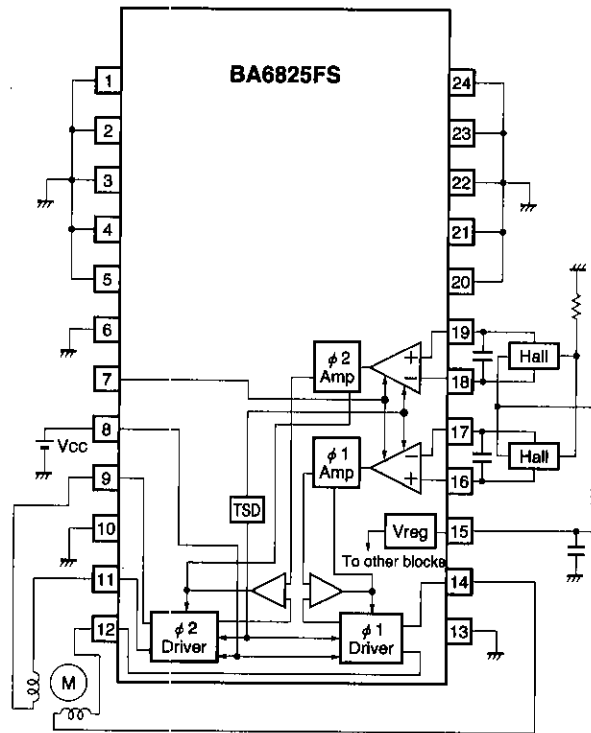 BA6825FS
1
2
3
4
5
6
7
8
9
10
11
12
24
23
22
21
20
19
18
17
16
15
14
13
Vcc
φ2
Amp
+
−
Hall
φ1
Amp
−
+
Hall
TSD
Vreg
To other blocks
φ2
Driver
φ1
Driver
M